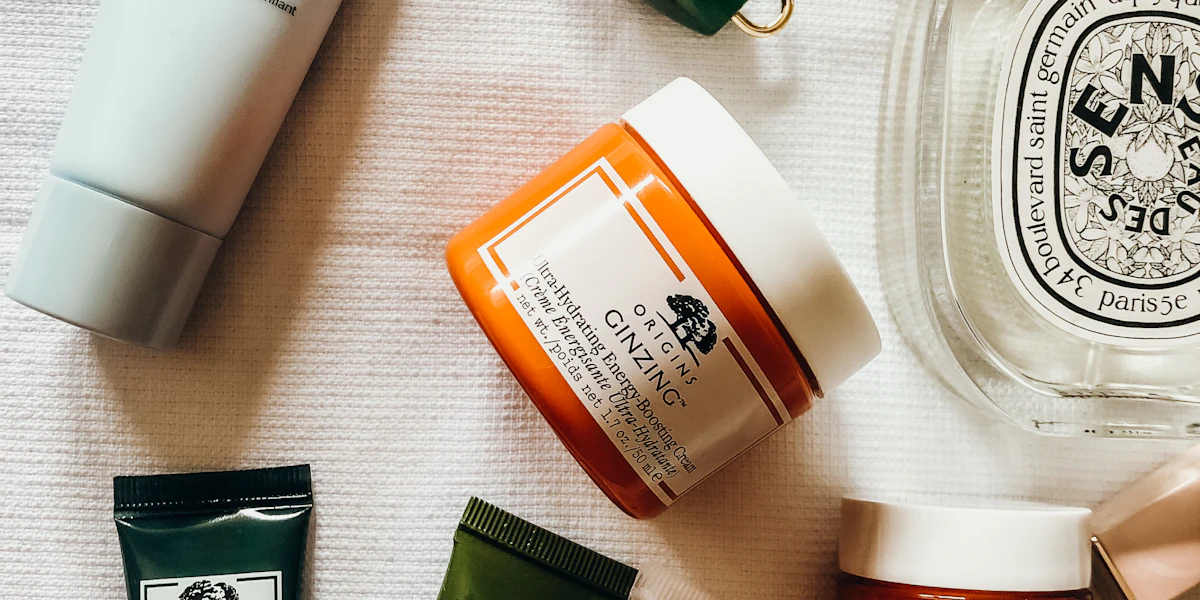 ORIGINS
GINZING™
Ultra-Hydrating Energy-Boosting Cream
(Crème Energisante Ultra-Hydratante)
net wt./poids net 1.7 oz./50 ml e
34 boulevard saint germain
paris5e
EAU
DES
SENS